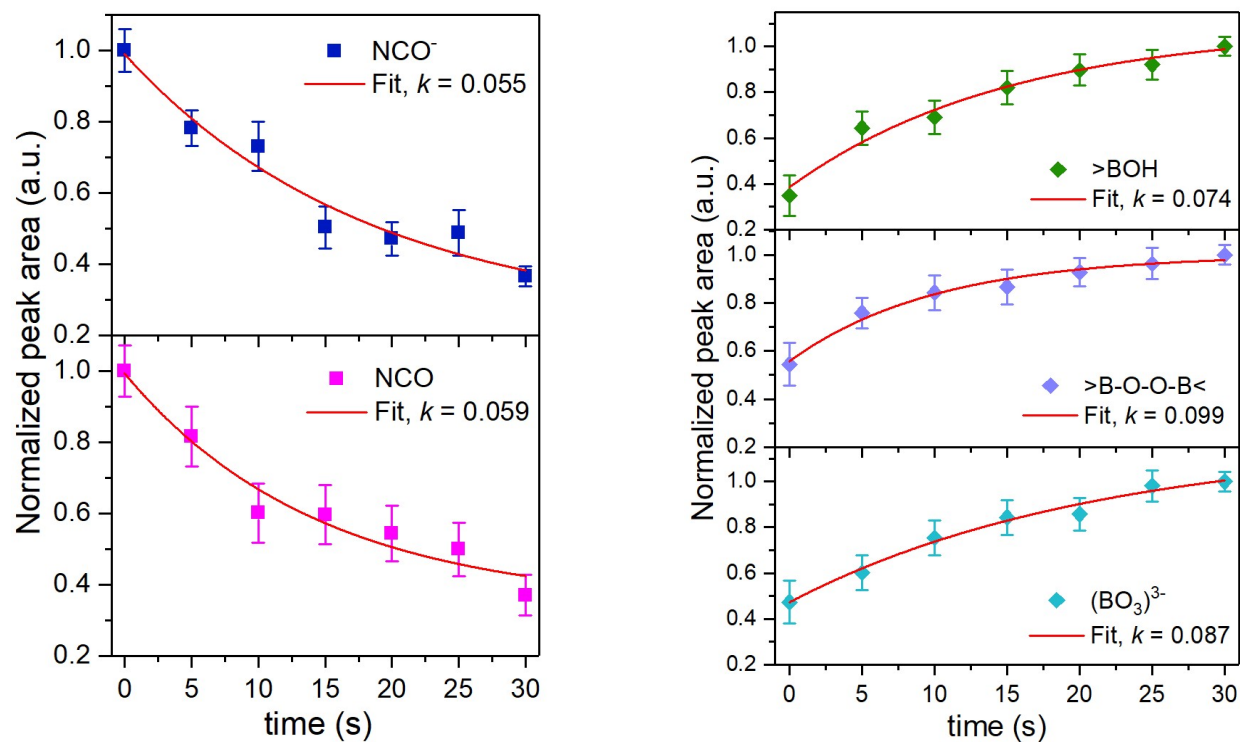 Normalized peak area (a.u.)
1.0
0.8
0.6
0.4
0.2
NCO⁻
Fit, k = 0.055
1.0
0.8
0.6
0.4
0.2
NCO
Fit, k = 0.059
0 5 10 15 20 25 30
time (s)
Normalized peak area (a.u.)
1.0
0.8
0.6
0.4
0.2
>BOH
Fit, k = 0.074
1.0
0.8
0.6
0.4
0.2
>B-O-O-B<
Fit, k = 0.099
1.0
0.8
0.6
0.4
0.2
(BO₃)³⁻
Fit, k = 0.087
0 5 10 15 20 25 30
time (s)